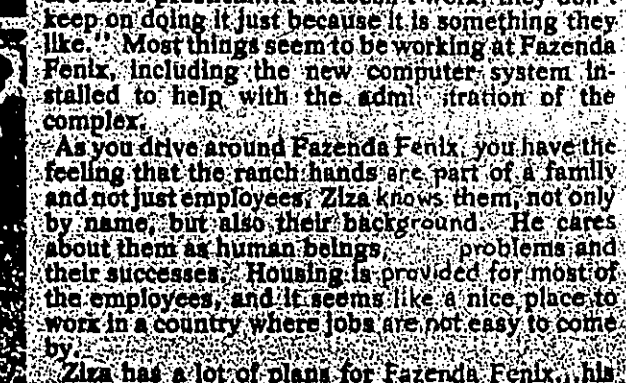 keep on doing it just because it is something they
like." Most things seem to be working at Fazenda
Fenix, including the new computer system in-
stalled to help with the adm itration of the
complex.
As you drive around Fazenda Fenix, you have the
feeling that the ranch hands are part of a family
and not just employees, Ziza knows them, not only
by name, but also their background. He cares
about them as human beings, problems and
their successes. Housing is provided for most of
the employees, and it seems like a nice place to
work in a country where jobs are not easy to come
by.
Ziza has a lot of plans for Fazenda Fenix, his